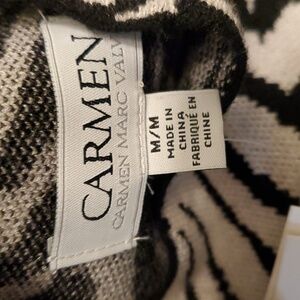 CARMEN
CARMEN MARC VALV
M/M
MADE IN
CHINA
FABRIQUÉ EN
CHINE